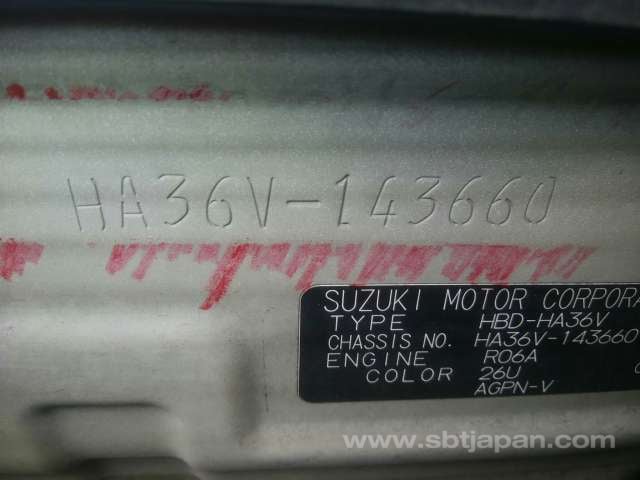 HA36V-143660
SUZUKI MOTOR CORPORA
TYPE HBD-HA36V
CHASSIS NO. HA36V-143660
ENGINE R06A
COLOR 26U
AGPN-V
www.sbtjapan.com